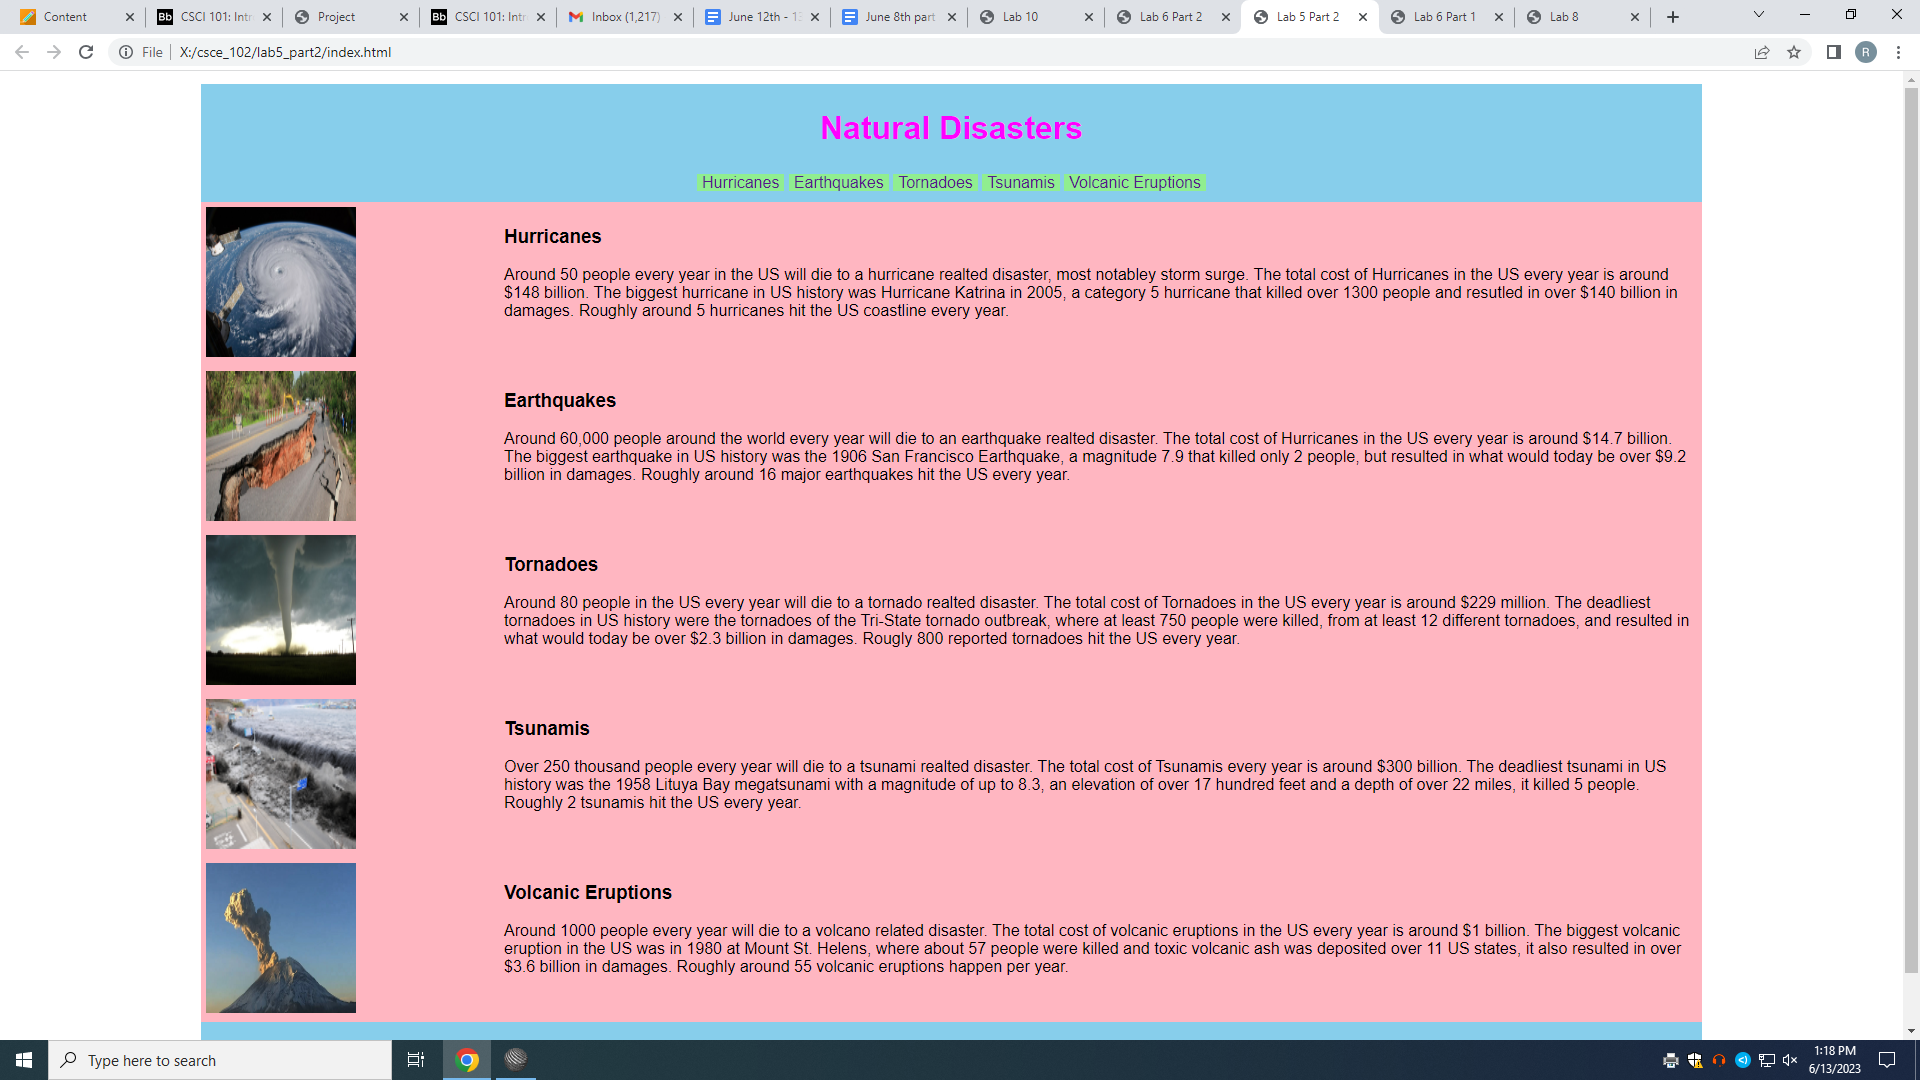 Content
CSCI 101: Intr
Project
CSCI 101: Intr
Inbox (1,217)
June 12th - 13
June 8th part
Lab 10
Lab 6 Part 2
Lab 5 Part 2
Lab 6 Part 1
Lab 8
File X:/csce_102/lab5_part2/index.html
R
Natural Disasters
Hurricanes Earthquakes Tornadoes Tsunamis Volcanic Eruptions
Hurricanes
Around 50 people every year in the US will die to a hurricane realted disaster, most notabley storm surge. The total cost of Hurricanes in the US every year is around
$148 billion. The biggest hurricane in US history was Hurricane Katrina in 2005, a category 5 hurricane that killed over 1300 people and resutled in over $140 billion in
damages. Roughly around 5 hurricanes hit the US coastline every year.
Earthquakes
Around 60,000 people around the world every year will die to an earthquake realted disaster. The total cost of Hurricanes in the US every year is around $14.7 billion.
The biggest earthquake in US history was the 1906 San Francisco Earthquake, a magnitude 7.9 that killed only 2 people, but resulted in what would today be over $9.2
billion in damages. Roughly around 16 major earthquakes hit the US every year.
Tornadoes
Around 80 people in the US every year will die to a tornado realted disaster. The total cost of Tornadoes in the US every year is around $229 million. The deadliest
tornadoes in US history were the tornadoes of the Tri-State tornado outbreak, where at least 750 people were killed, from at least 12 different tornadoes, and resulted in
what would today be over $2.3 billion in damages. Rougly 800 reported tornadoes hit the US every year.
Tsunamis
Over 250 thousand people every year will die to a tsunami realted disaster. The total cost of Tsunamis every year is around $300 billion. The deadliest tsunami in US
history was the 1958 Lituya Bay megatsunami with a magnitude of up to 8.3, an elevation of over 17 hundred feet and a depth of over 22 miles, it killed 5 people.
Roughly 2 tsunamis hit the US every year.
Volcanic Eruptions
Around 1000 people every year will die to a volcano related disaster. The total cost of volcanic eruptions in the US every year is around $1 billion. The biggest volcanic
eruption in the US was in 1980 at Mount St. Helens, where about 57 people were killed and toxic volcanic ash was deposited over 11 US states, it also resulted in over
$3.6 billion in damages. Roughly around 55 volcanic eruptions happen per year.
Type here to search
1:18 PM
6/13/2023